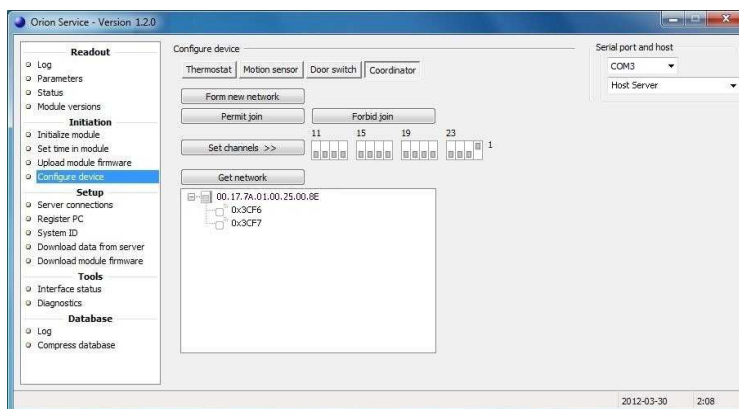 Orion Service - Version 1.2.0
Readout
Log
Parameters
Status
Module versions
Initiation
Initialize module
Set time in module
Upload module firmware
Configure device
Setup
Server connections
Register PC
System ID
Download data from server
Download module firmware
Tools
Interface status
Diagnostics
Database
Log
Compress database
Configure device
Thermostat Motion sensor Door switch Coordinator
Form new network
Permit join Forbid join
11 15 19 23
Set channels >> 1
Get network
00.17.7A.01.00.25.00.8E
0x3CF6
0x3CF7
Serial port and host
COM3
Host Server
2012-03-30 2:08